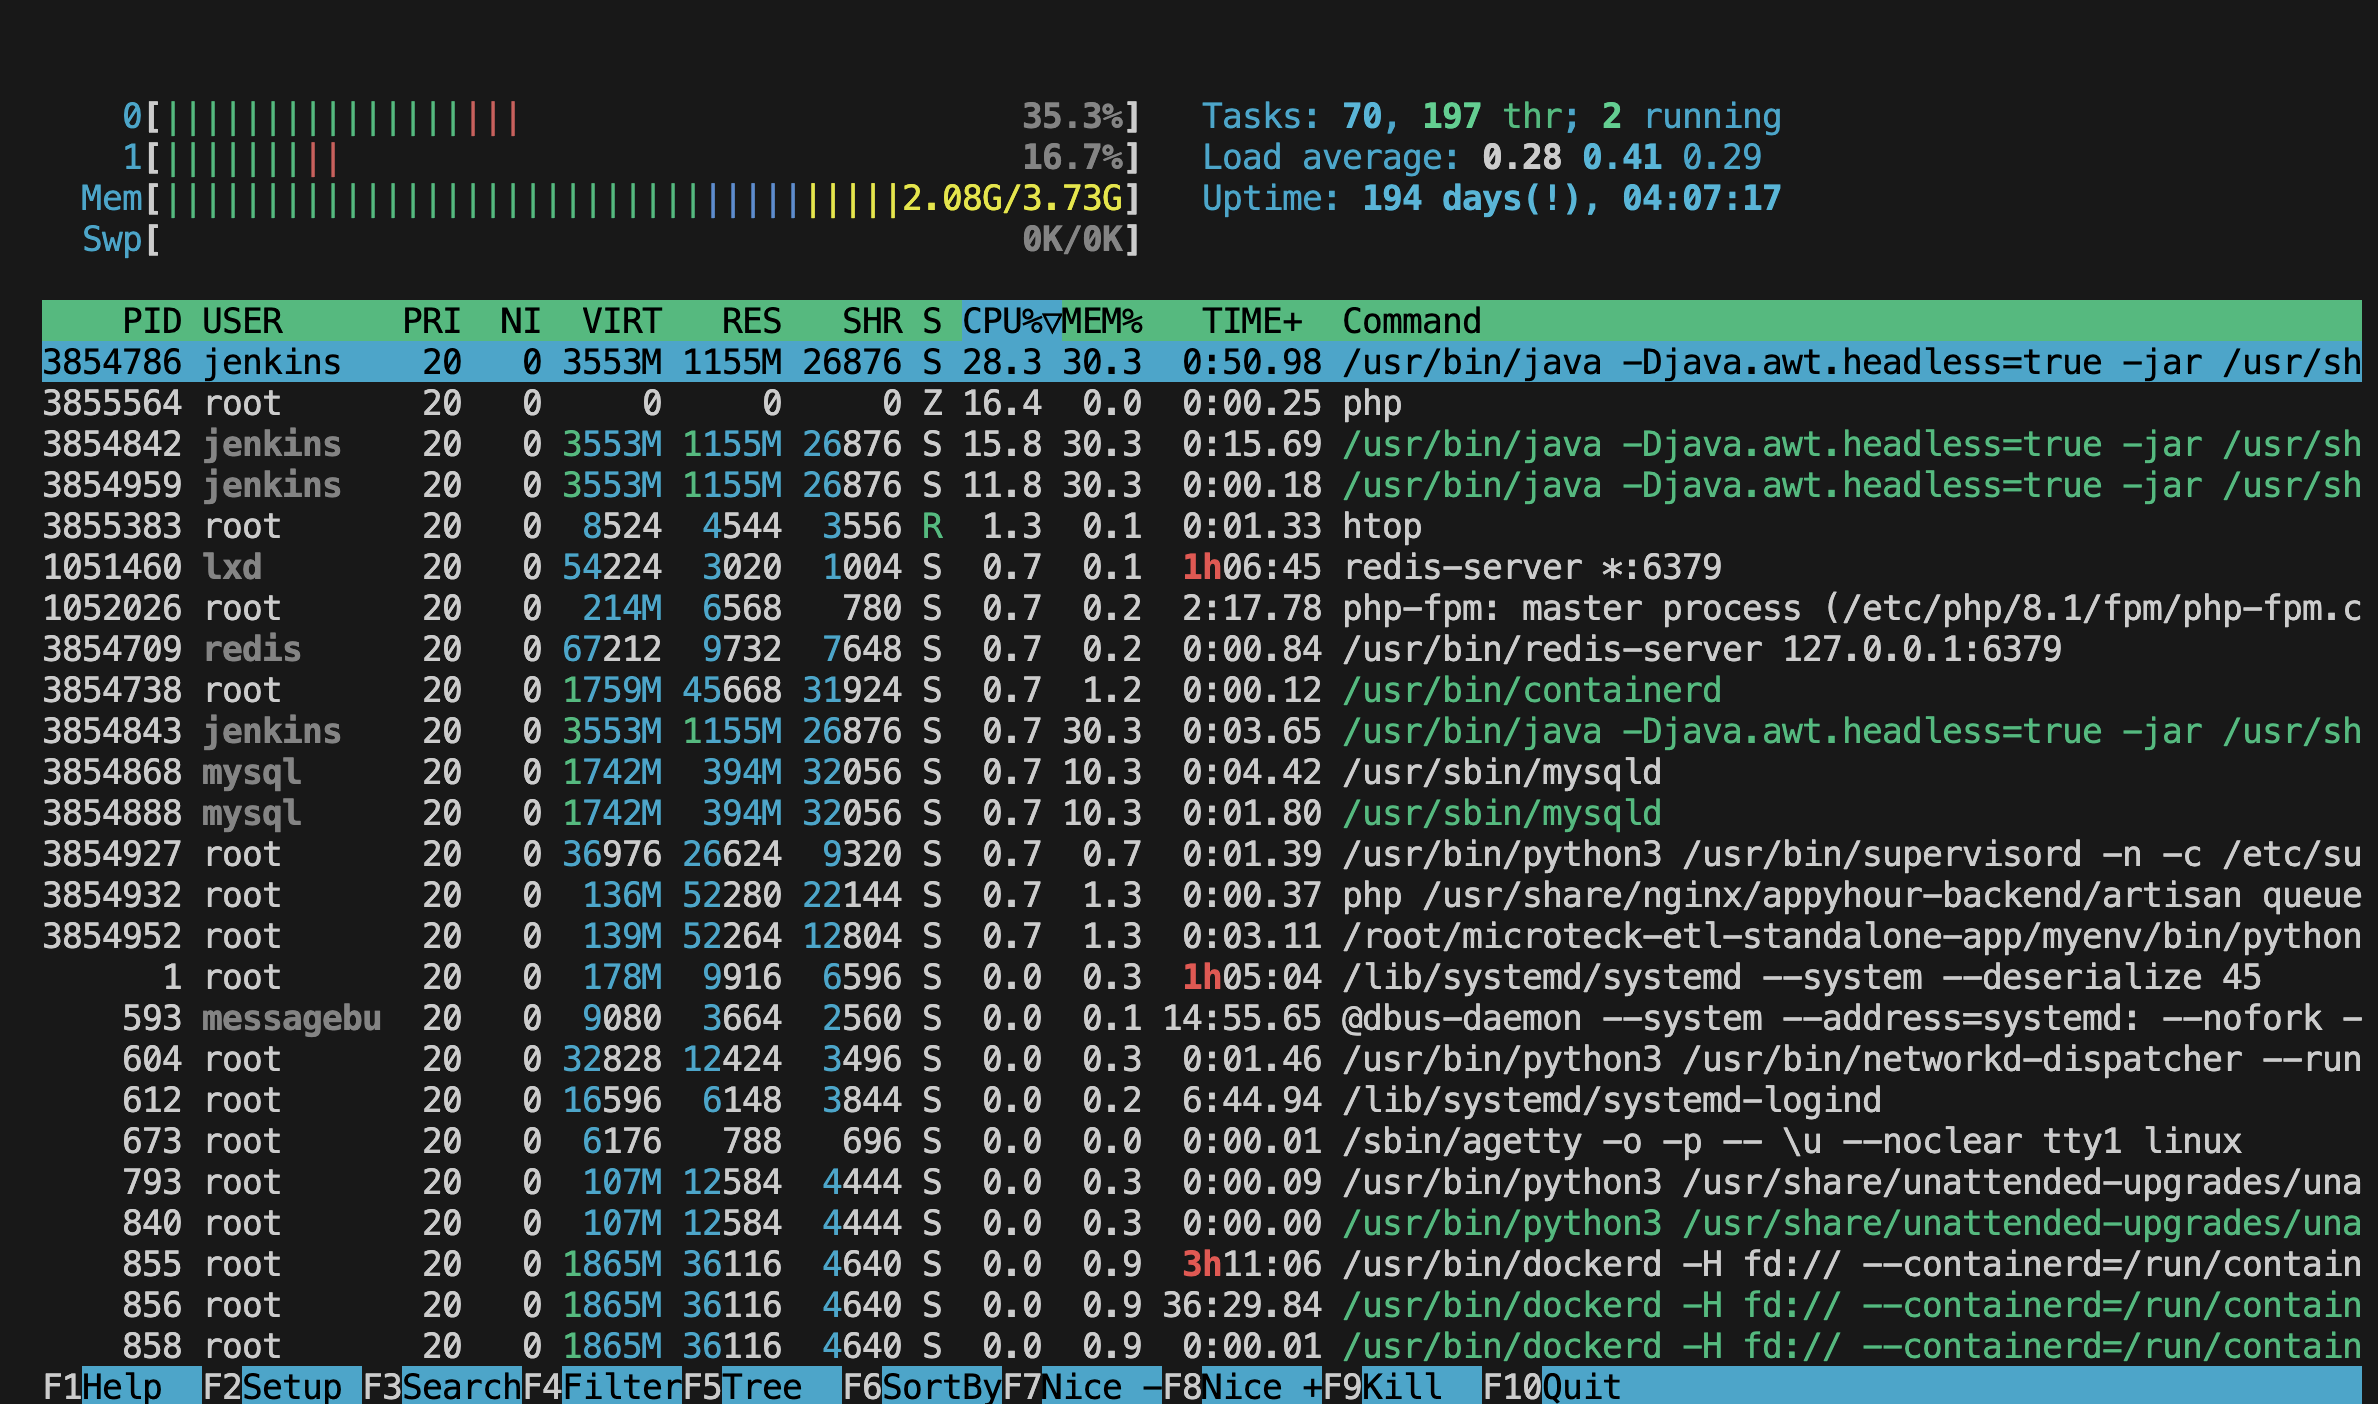 0[||||||||||||||||||                         35.3%]   Tasks: 70, 197 thr; 2 running
1[|||||||||                                  16.7%]   Load average: 0.28 0.41 0.29
Mem[|||||||||||||||||||||||||||||||||||||2.08G/3.73G]   Uptime: 194 days(!), 04:07:17
Swp[                                         0K/0K]
PID USER      PRI  NI  VIRT   RES   SHR S CPU%▽MEM%   TIME+  Command
3854786 jenkins    20   0 3553M 1155M 26876 S 28.3 30.3  0:50.98 /usr/bin/java -Djava.awt.headless=true -jar /usr/sh
3855564 root       20   0     0     0     0 Z 16.4  0.0  0:00.25 php
3854842 jenkins    20   0 3553M 1155M 26876 S 15.8 30.3  0:15.69 /usr/bin/java -Djava.awt.headless=true -jar /usr/sh
3854959 jenkins    20   0 3553M 1155M 26876 S 11.8 30.3  0:00.18 /usr/bin/java -Djava.awt.headless=true -jar /usr/sh
3855383 root       20   0  8524  4544  3556 R  1.3  0.1  0:01.33 htop
1051460 lxd        20   0 54224  3020  1004 S  0.7  0.1  1h06:45 redis-server *:6379
1052026 root       20   0  214M  6568   780 S  0.7  0.2  2:17.78 php-fpm: master process (/etc/php/8.1/fpm/php-fpm.c
3854709 redis      20   0 67212  9732  7648 S  0.7  0.2  0:00.84 /usr/bin/redis-server 127.0.0.1:6379
3854738 root       20   0 1759M 45668 31924 S  0.7  1.2  0:00.12 /usr/bin/containerd
3854843 jenkins    20   0 3553M 1155M 26876 S  0.7 30.3  0:03.65 /usr/bin/java -Djava.awt.headless=true -jar /usr/sh
3854868 mysql      20   0 1742M  394M 32056 S  0.7 10.3  0:04.42 /usr/sbin/mysqld
3854888 mysql      20   0 1742M  394M 32056 S  0.7 10.3  0:01.80 /usr/sbin/mysqld
3854927 root       20   0 36976 26624  9320 S  0.7  0.7  0:01.39 /usr/bin/python3 /usr/bin/supervisord -n -c /etc/su
3854932 root       20   0  136M 52280 22144 S  0.7  1.3  0:00.37 php /usr/share/nginx/appyhour-backend/artisan queue
3854952 root       20   0  139M 52264 12804 S  0.7  1.3  0:03.11 /root/microteck-etl-standalone-app/myenv/bin/python
1 root       20   0  178M  9916  6596 S  0.0  0.3  1h05:04 /lib/systemd/systemd --system --deserialize 45
593 messagebu  20   0  9080  3664  2560 S  0.0  0.1 14:55.65 @dbus-daemon --system --address=systemd: --nofork -
604 root       20   0 32828 12424  3496 S  0.0  0.3  0:01.46 /usr/bin/python3 /usr/bin/networkd-dispatcher --run
612 root       20   0 16596  6148  3844 S  0.0  0.2  6:44.94 /lib/systemd/systemd-logind
673 root       20   0  6176   788   696 S  0.0  0.0  0:00.01 /sbin/agetty -o -p -- \u --noclear tty1 linux
793 root       20   0  107M 12584  4444 S  0.0  0.3  0:00.09 /usr/bin/python3 /usr/share/unattended-upgrades/una
840 root       20   0  107M 12584  4444 S  0.0  0.3  0:00.00 /usr/bin/python3 /usr/share/unattended-upgrades/una
855 root       20   0 1865M 36116  4640 S  0.0  0.9  3h11:06 /usr/bin/dockerd -H fd:// --containerd=/run/contain
856 root       20   0 1865M 36116  4640 S  0.0  0.9 36:29.84 /usr/bin/dockerd -H fd:// --containerd=/run/contain
858 root       20   0 1865M 36116  4640 S  0.0  0.9  0:00.01 /usr/bin/dockerd -H fd:// --containerd=/run/contain
F1Help  F2Setup F3SearchF4FilterF5Tree  F6SortByF7Nice -F8Nice +F9Kill  F10Quit